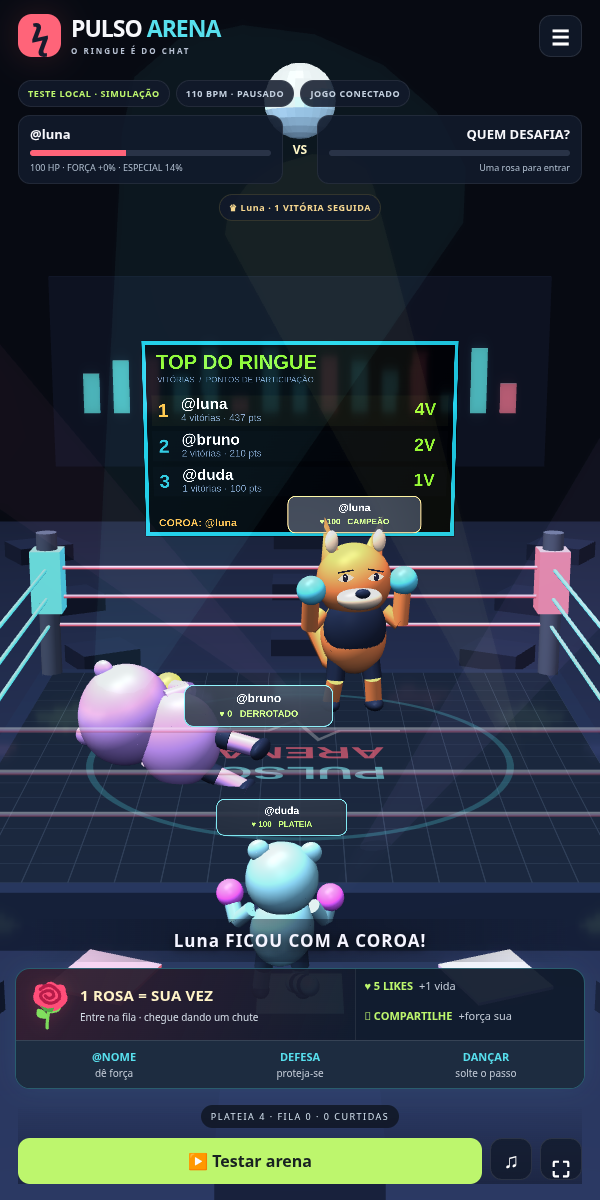 PULSO ARENA
O RINGUE É DO CHAT
TESTE LOCAL · SIMULAÇÃO
110 BPM · PAUSADO
JOGO CONECTADO
@luna
100 HP · FORÇA +0% · ESPECIAL 14%
VS
QUEM DESAFIA?
Uma rosa para entrar
♛ Luna · 1 VITÓRIA SEGUIDA
TOP DO RINGUE
VITÓRIAS / PONTOS DE PARTICIPAÇÃO
1 @luna 4V
4 vitórias · 437 pts
2 @bruno 2V
2 vitórias · 210 pts
3 @duda 1V
1 vitórias · 100 pts
COROA: @luna
@luna
♥ 100 CAMPEÃO
@bruno
♥ 0 DERROTADO
PULSO
ARENA
@duda
♥ 100 PLATEIA
Luna FICOU COM A COROA!
1 ROSA = SUA VEZ
Entre na fila · chegue dando um chute
♥ 5 LIKES +1 vida
COMPARTILHE +força sua
@NOME
dê força
DEFESA
proteja-se
DANÇAR
solte o passo
PLATEIA 4 · FILA 0 · 0 CURTIDAS
▶️ Testar arena
♫